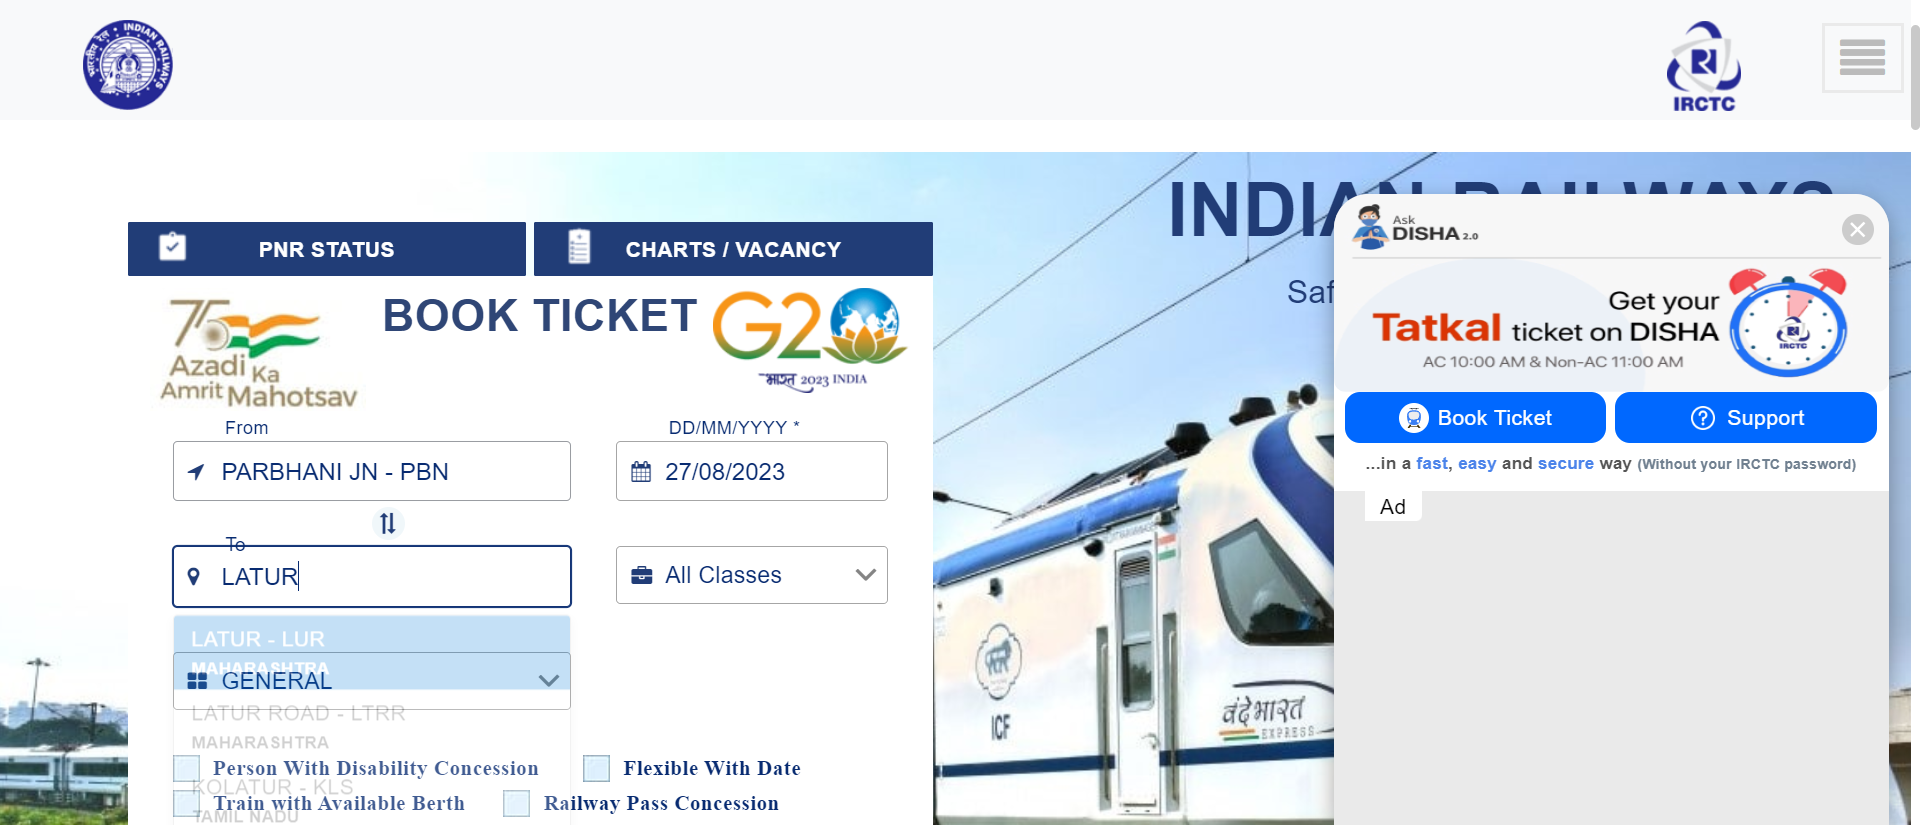 INDIAN RAILWAYS
IRCTC
PNR STATUS
CHARTS / VACANCY
BOOK TICKET
75
Azadi
Ka
Amrit Mahotsav
G20
भारत 2023 INDIA
From
PARBHANI JN - PBN
DD/MM/YYYY *
27/08/2023
To
LATUR
All Classes
LATUR - LUR
MAHARASHTRA
GENERAL
LATUR ROAD - LTRR
MAHARASHTRA
Person With Disability Concession
Flexible With Date
KOLATUR - KLS
Train with Available Berth
Railway Pass Concession
TAMIL NADU
INDIAN RAILWAYS
Saf
ICF
वंदे भारत
EXPRESS
Ask
DISHA 2.0
Get your
Tatkal ticket on DISHA
AC 10:00 AM & Non-AC 11:00 AM
IRCTC
Book Ticket
Support
...in a fast, easy and secure way (Without your IRCTC password)
Ad